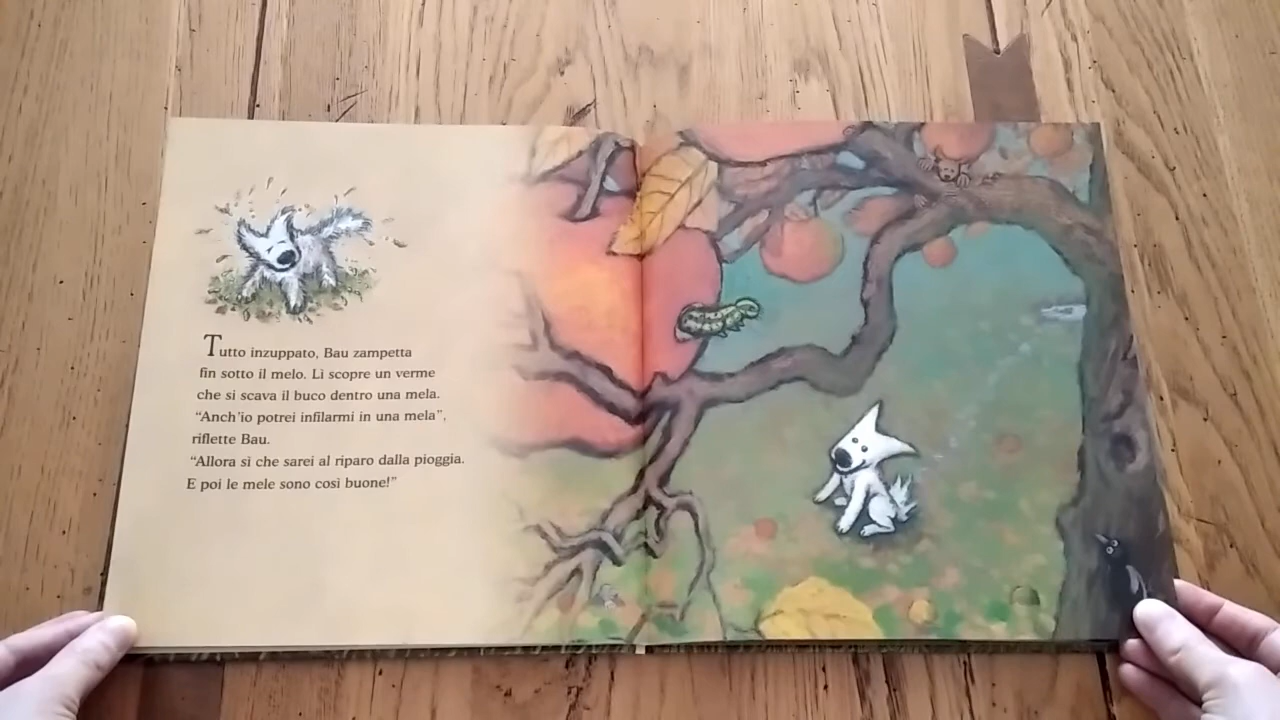 Tutto inzuppato, Bau zampetta
fin sotto il melo. Lì scopre un verme
che si scava il buco dentro una mela.
“Anch’io potrei infilarmi in una mela”,
riflette Bau.
“Allora sì che sarei al riparo dalla pioggia.
E poi le mele sono così buone!”